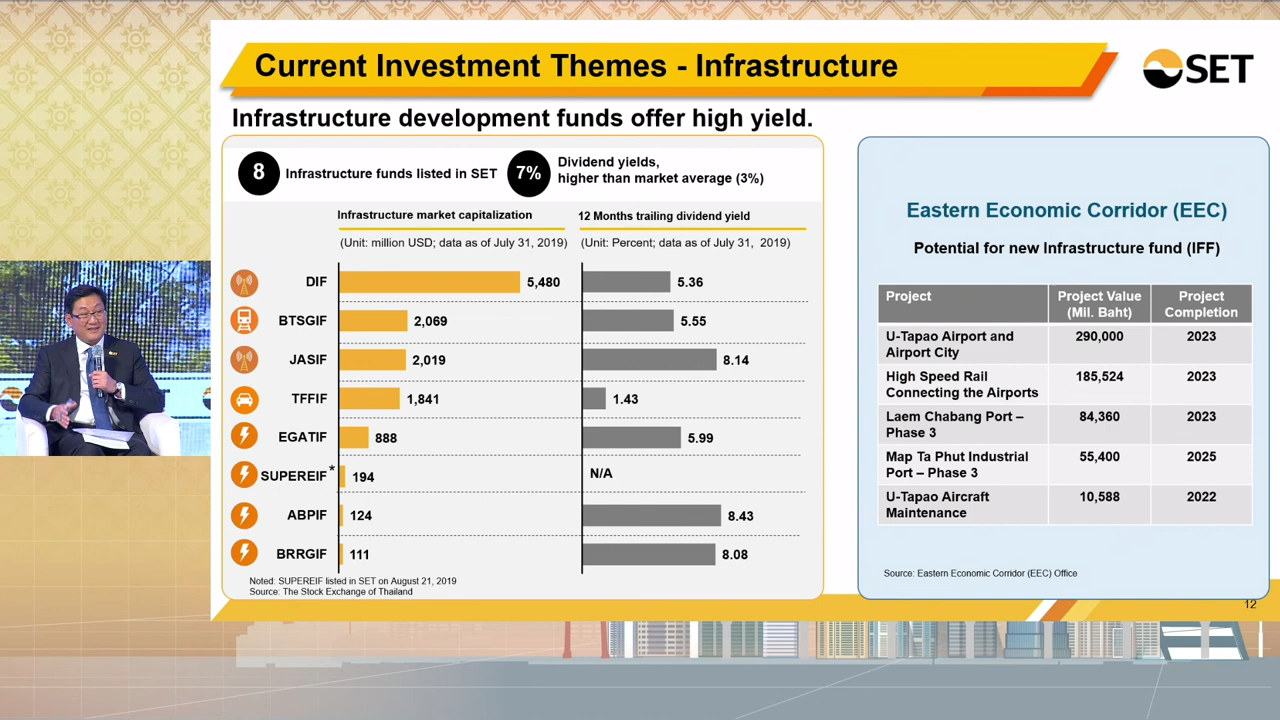 Current Investment Themes - Infrastructure
SET
Infrastructure development funds offer high yield.
8
Infrastructure funds listed in SET
7%
Dividend yields,
higher than market average (3%)
Infrastructure market capitalization
(Unit: million USD; data as of July 31, 2019)
12 Months trailing dividend yield
(Unit: Percent; data as of July 31, 2019)
DIF 5,480 5.36
BTSGIF 2,069 5.55
JASIF 2,019 8.14
TFFIF 1,841 1.43
EGATIF 888 5.99
SUPEREIF* 194 N/A
ABPIF 124 8.43
BRRGIF 111 8.08
Noted: SUPEREIF listed in SET on August 21, 2019
Source: The Stock Exchange of Thailand
Eastern Economic Corridor (EEC)
Potential for new Infrastructure fund (IFF)
Project Project Value Project
(Mil. Baht) Completion
U-Tapao Airport and 290,000 2023
Airport City
High Speed Rail 185,524 2023
Connecting the Airports
Laem Chabang Port – 84,360 2023
Phase 3
Map Ta Phut Industrial 55,400 2025
Port – Phase 3
U-Tapao Aircraft 10,588 2022
Maintenance
Source: Eastern Economic Corridor (EEC) Office
12